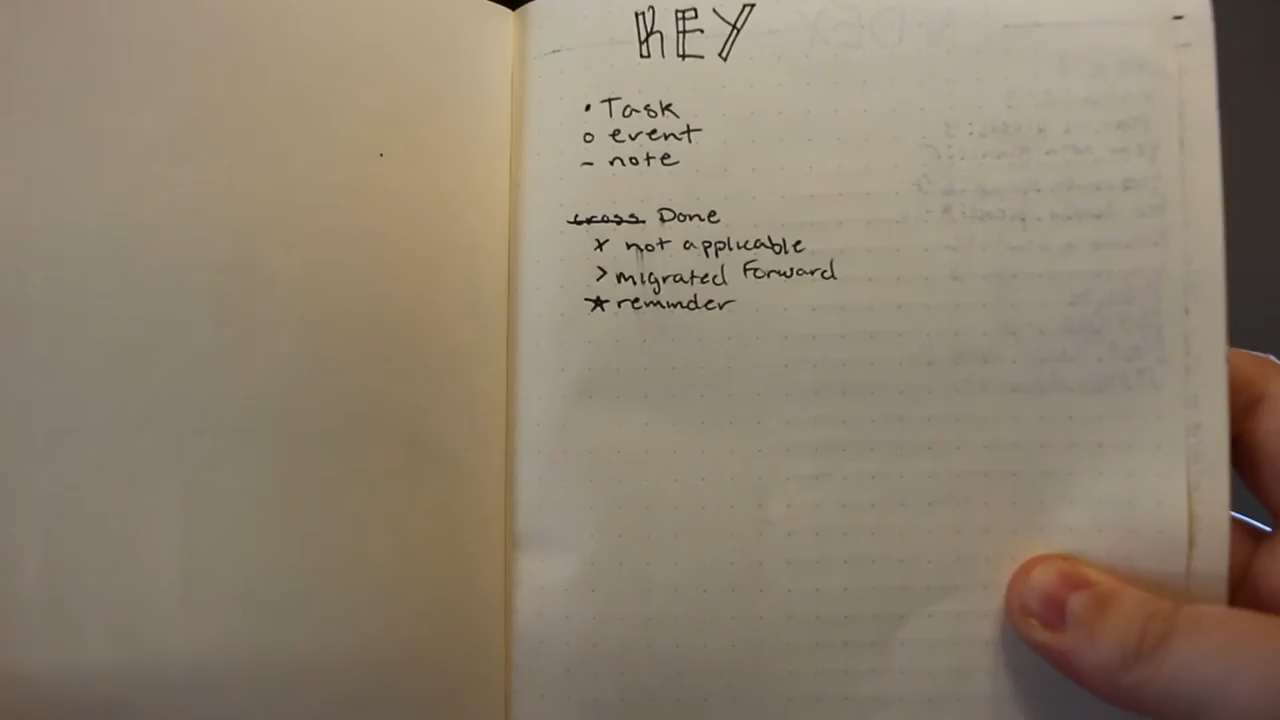 KEY
• Task
o event
– note
cross Done
x not applicable
> migrated Forward
★ reminder